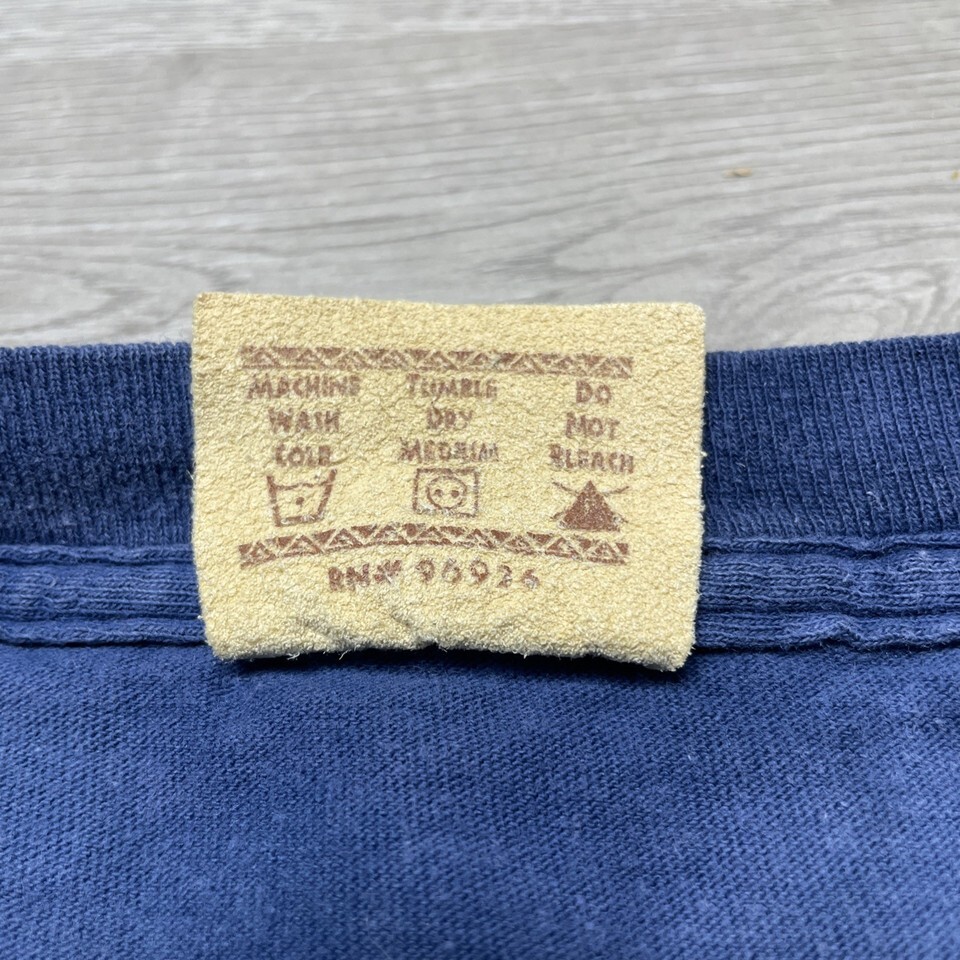 MACHINE WASH COLD
TUMBLE DRY MEDIUM
DO NOT BLEACH
RN# 96926